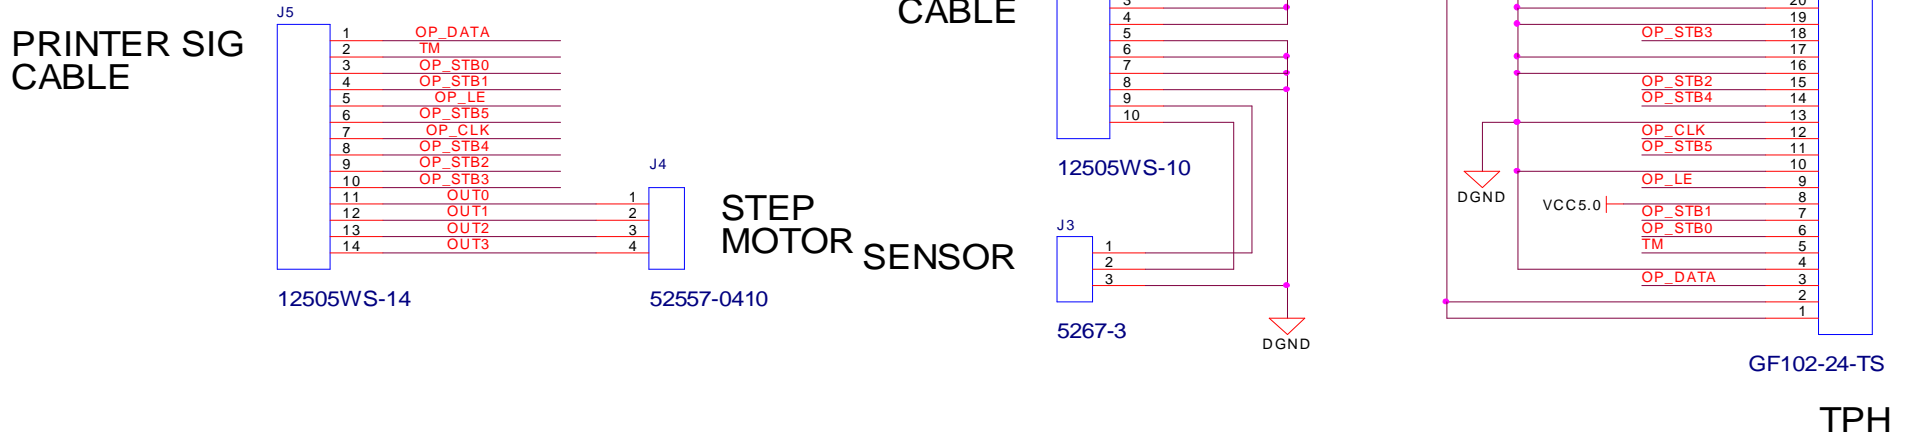 J5
PRINTER SIG
CABLE
1 OP_DATA
2 TM
3 OP_STB0
4 OP_STB1
5 OP_LE
6 OP_STB5
7 OP_CLK
8 OP_STB4
9 OP_STB2
10 OP_STB3
11 OUT0
12 OUT1
13 OUT2
14 OUT3
12505WS-14
J4
1
2
3
4
52557-0410
STEP
MOTOR
CABLE
3
4
5
6
7
8
9
10
12505WS-10
SENSOR
J3
1
2
3
5267-3
DGND
20
19
OP_STB3 18
17
16
OP_STB2 15
OP_STB4 14
13
OP_CLK 12
OP_STB5 11
10
OP_LE 9
VCC5.0 8
OP_STB1 7
OP_STB0 6
TM 5
4
OP_DATA 3
2
1
DGND
GF102-24-TS
TPH